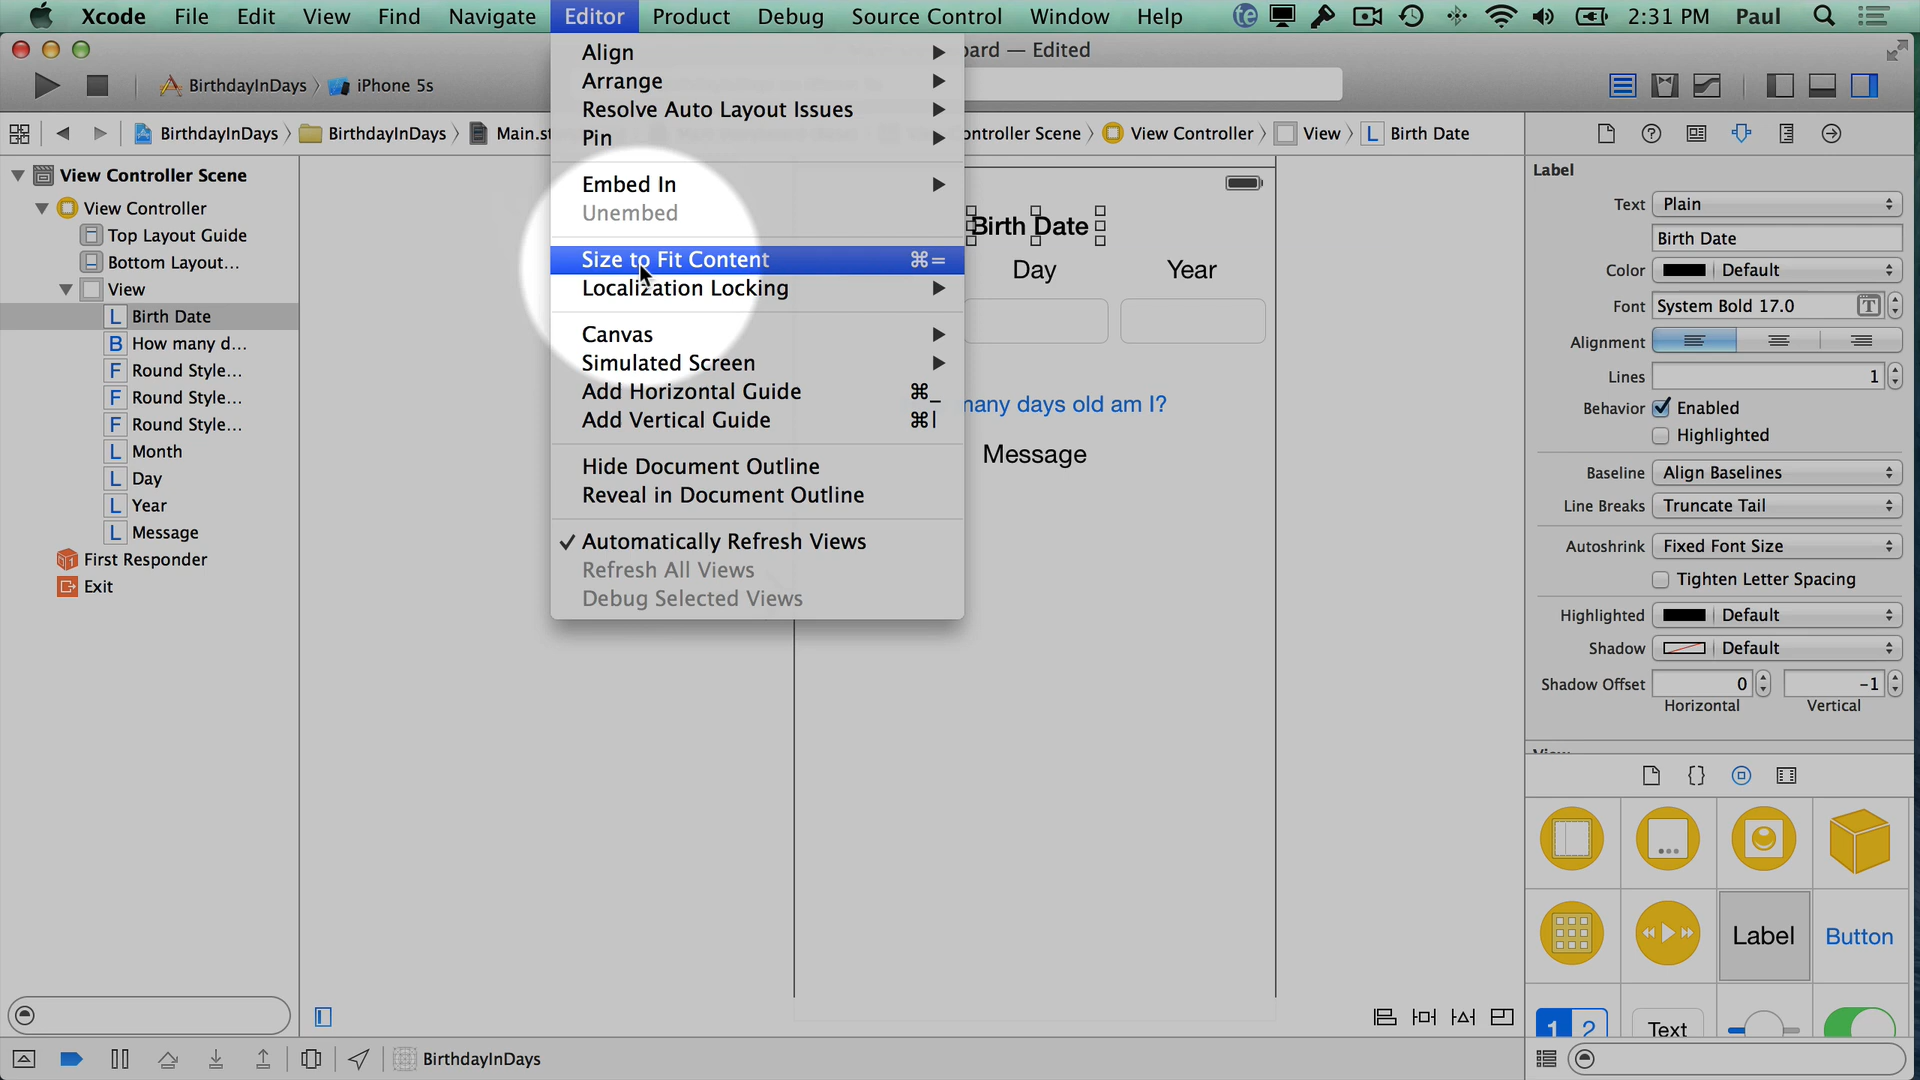 Xcode File Edit View Find Navigate Editor Product Debug Source Control Window Help te 2:31 PM Paul
ard — Edited
BirthdayInDays iPhone 5s
BirthdayInDays BirthdayInDays Main.st ontroller Scene View Controller View L Birth Date
Align
Arrange
Resolve Auto Layout Issues
Pin
Embed In
Unembed
Size to Fit Content ⌘=
Localization Locking
Canvas
Simulated Screen
Add Horizontal Guide ⌘_
Add Vertical Guide ⌘|
Hide Document Outline
Reveal in Document Outline
✓ Automatically Refresh Views
Refresh All Views
Debug Selected Views
View Controller Scene
View Controller
Top Layout Guide
Bottom Layout...
View
L Birth Date
B How many d...
F Round Style...
F Round Style...
F Round Style...
L Month
L Day
L Year
L Message
First Responder
Exit
Birth Date
Day Year
many days old am I?
Message
Label
Text Plain
Birth Date
Color Default
Font System Bold 17.0 T
Alignment
Lines 1
Behavior Enabled
Highlighted
Baseline Align Baselines
Line Breaks Truncate Tail
Autoshrink Fixed Font Size
Tighten Letter Spacing
Highlighted Default
Shadow Default
Shadow Offset 0 -1
Horizontal Vertical
{}
Label Button
1 2 Text
BirthdayInDays